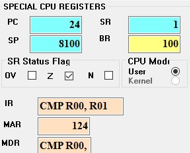 SPECIAL CPU REGISTERS
PC 24 SR 1
SP 8100 BR 100
SR Status Flag CPU Mod
OV Z N User
Kernel
IR CMP R00, R01
MAR 124
MDR CMP R00,